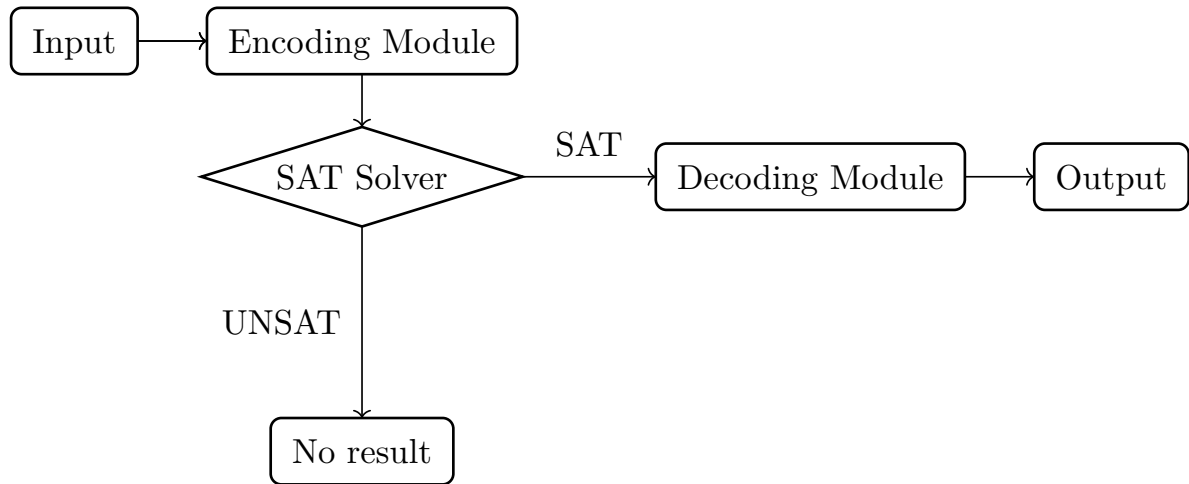 Input
Encoding Module
SAT Solver
SAT
Decoding Module
Output
UNSAT
No result